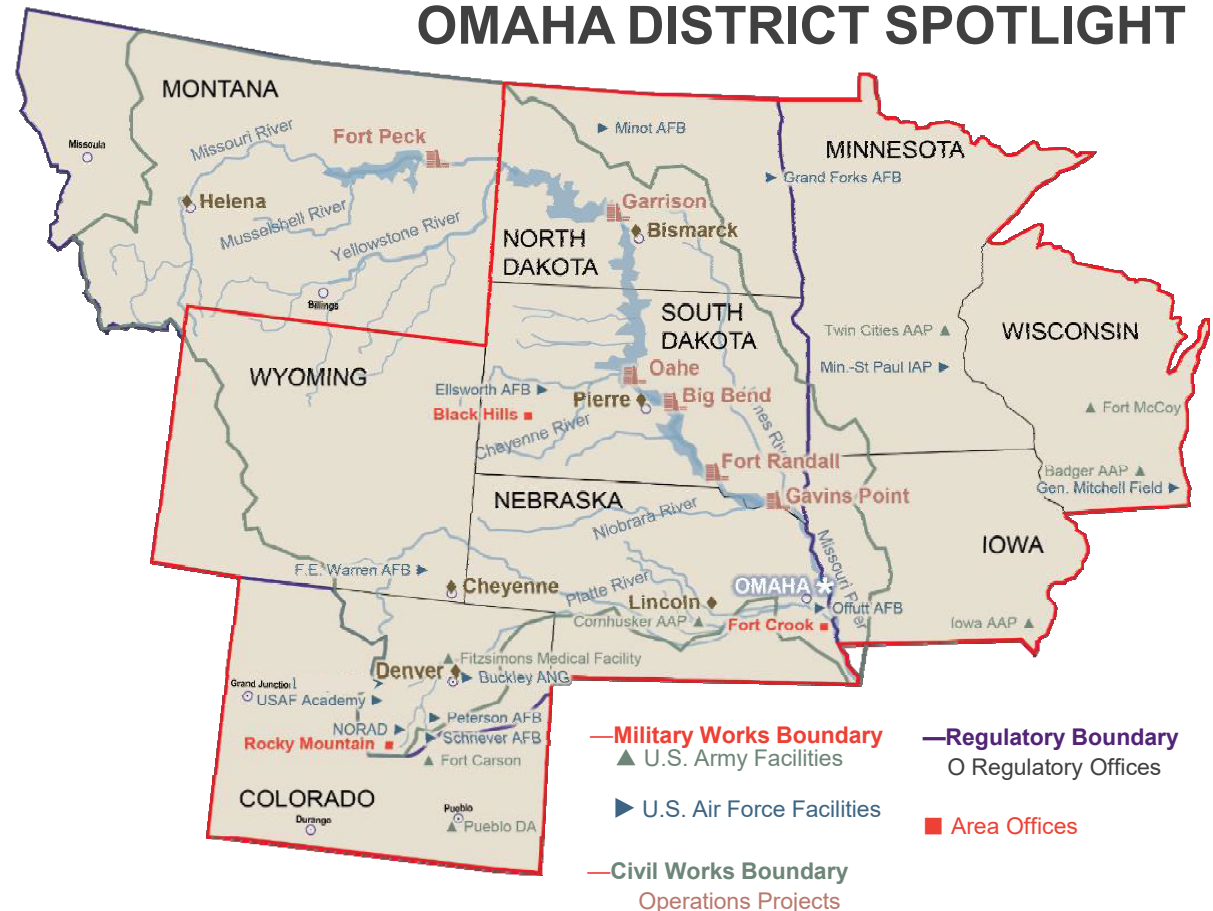 OMAHA DISTRICT SPOTLIGHT
MONTANA
Missoula
Missouri River
Fort Peck
Helena
Musselshell River
Yellowstone River
Billings
Minot AFB
Grand Forks AFB
MINNESOTA
Garrison
Bismarck
NORTH
DAKOTA
SOUTH
DAKOTA
Twin Cities AAP
WISCONSIN
Min.-St Paul IAP
WYOMING
Ellsworth AFB
Black Hills
Oahe
Pierre
Big Bend
Cheyenne River
mes River
Fort McCoy
Fort Randall
Badger AAP
Gen. Mitchell Field
NEBRASKA
Gavins Point
Niobrara River
Missouri River
IOWA
F.E. Warren AFB
Cheyenne
Platte River
Lincoln
OMAHA
Offutt AFB
Cornhusker AAP
Fort Crook
Iowa AAP
Fitzsimons Medical Facility
Denver
Buckley ANG
Grand Junction
USAF Academy
Peterson AFB
NORAD
Schriever AFB
Rocky Mountain
Fort Carson
COLORADO
Durango
Pueblo
Pueblo DA
Military Works Boundary
U.S. Army Facilities
U.S. Air Force Facilities
Civil Works Boundary
Operations Projects
Regulatory Boundary
O Regulatory Offices
Area Offices